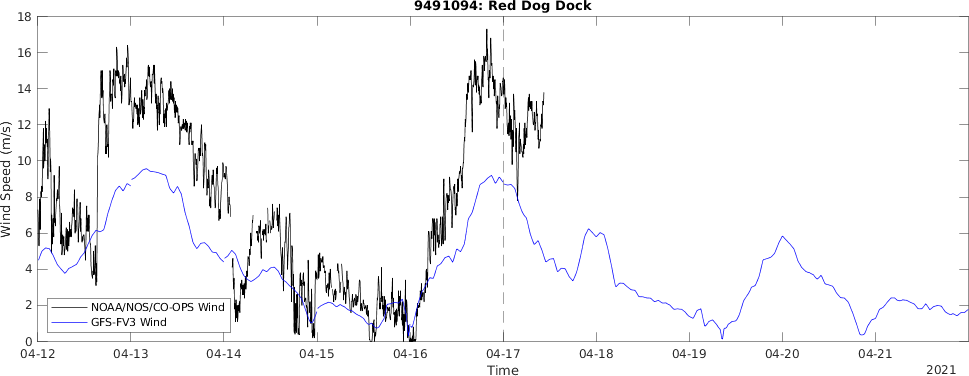 9491094: Red Dog Dock
Wind Speed (m/s)
18
16
14
12
10
8
6
4
2
0
NOAA/NOS/CO-OPS Wind
GFS-FV3 Wind
04-12 04-13 04-14 04-15 04-16 04-17 04-18 04-19 04-20 04-21
Time
2021